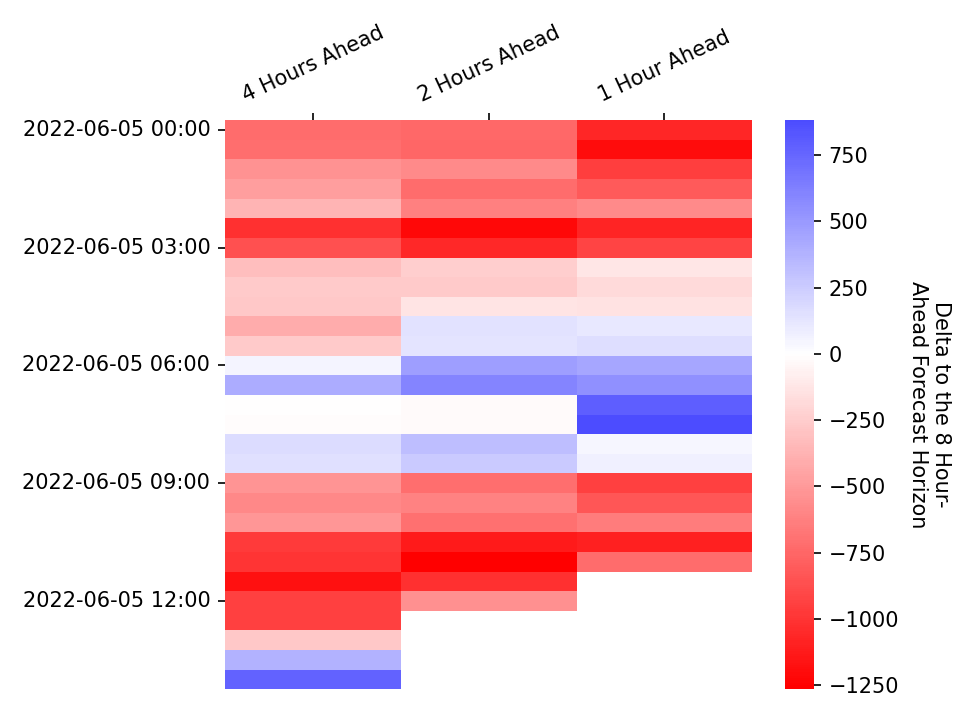 4 Hours Ahead
2 Hours Ahead
1 Hour Ahead
2022-06-05 00:00
2022-06-05 03:00
2022-06-05 06:00
2022-06-05 09:00
2022-06-05 12:00
750
500
250
0
−250
−500
−750
−1000
−1250
Delta to the 8 Hour-
Ahead Forecast Horizon